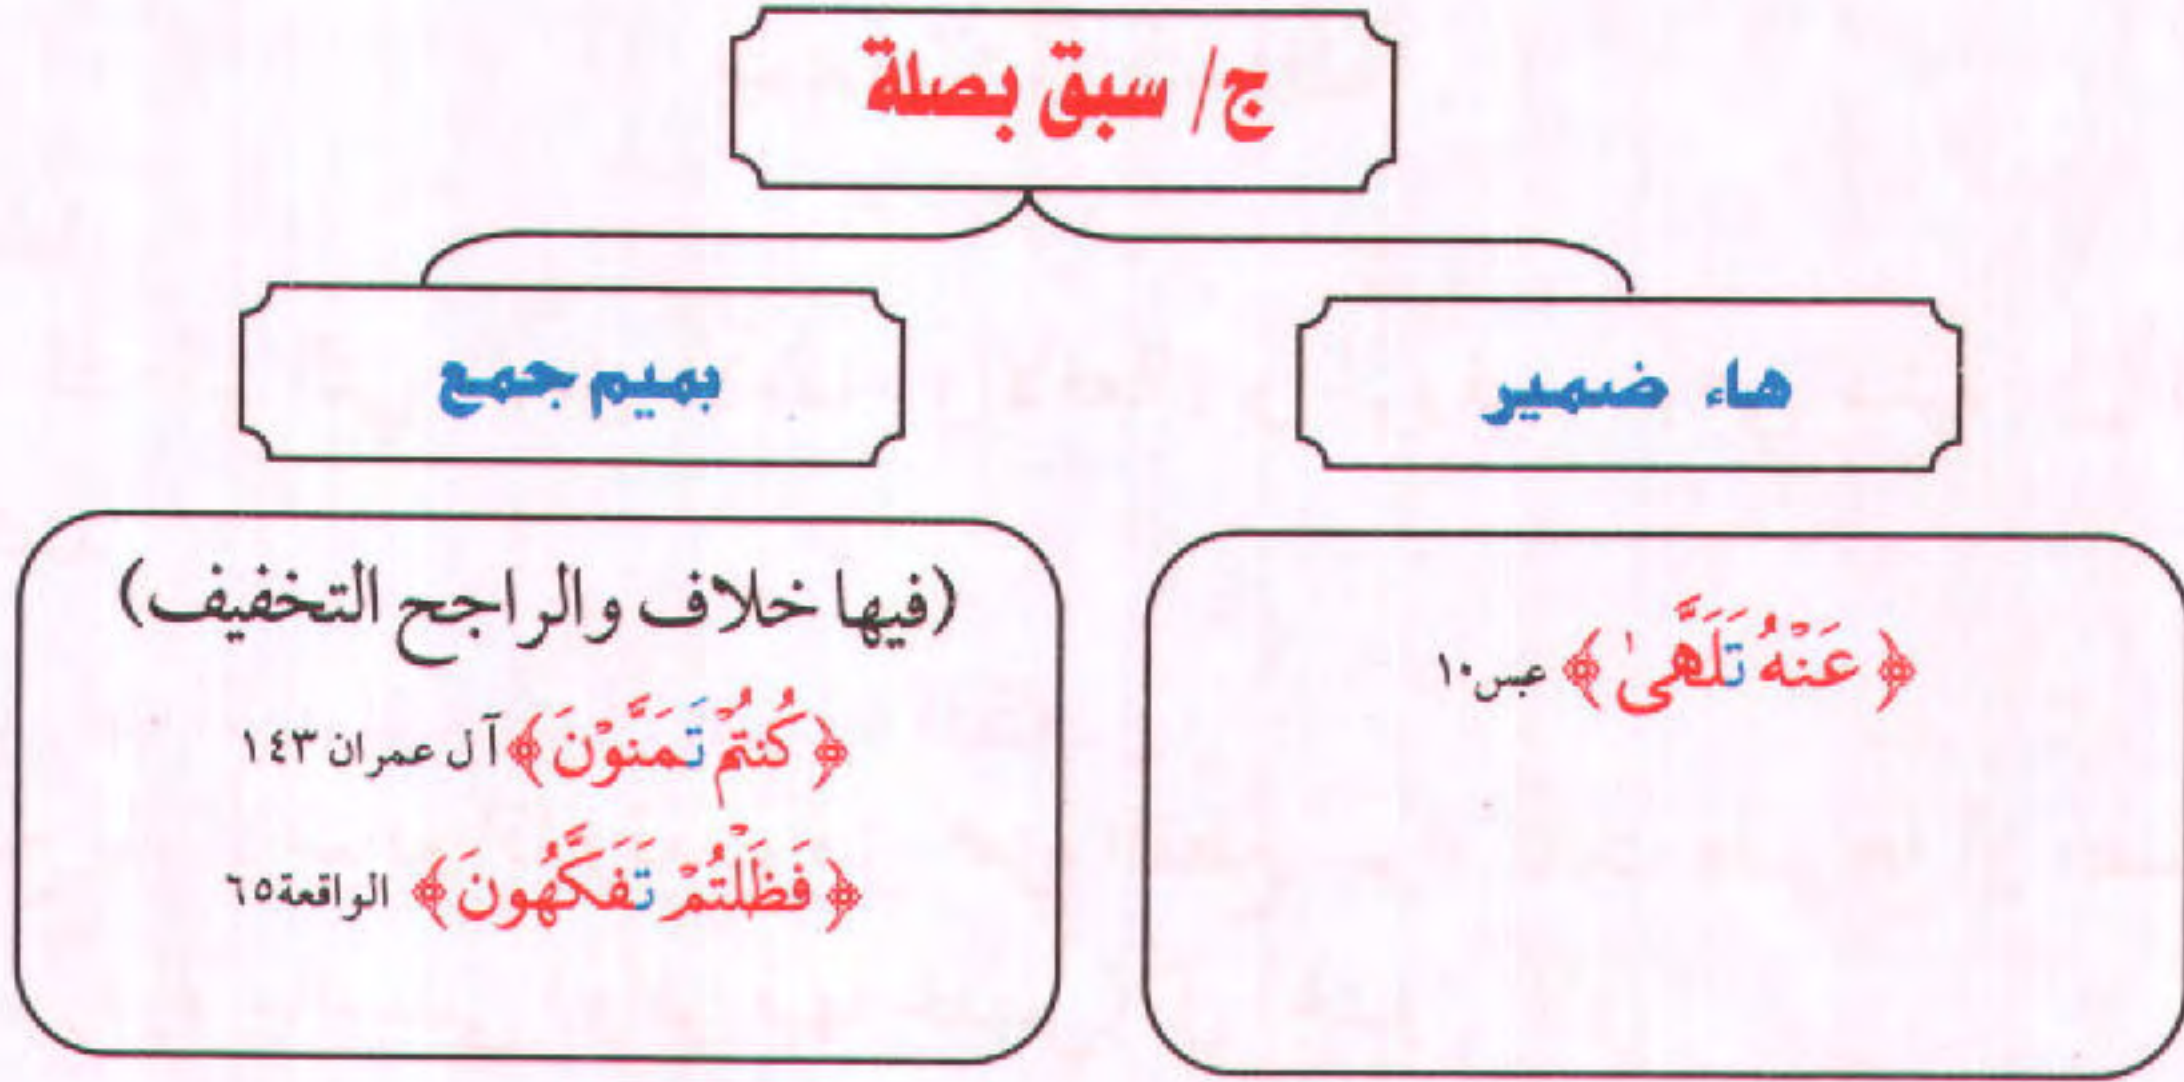 ج/ سبق بصلة
هاء ضمير
بميم جمع
﴿ عَنْهُ تَلَهَّىٰ ﴾ عبس١٠
(فيها خلاف والراجح التخفيف)
﴿ كُنتُمْ تَمَنَّوْنَ ﴾ آل عمران ١٤٣
﴿ فَظَلْتُمْ تَفَكَّهُونَ ﴾ الواقعة٦٥